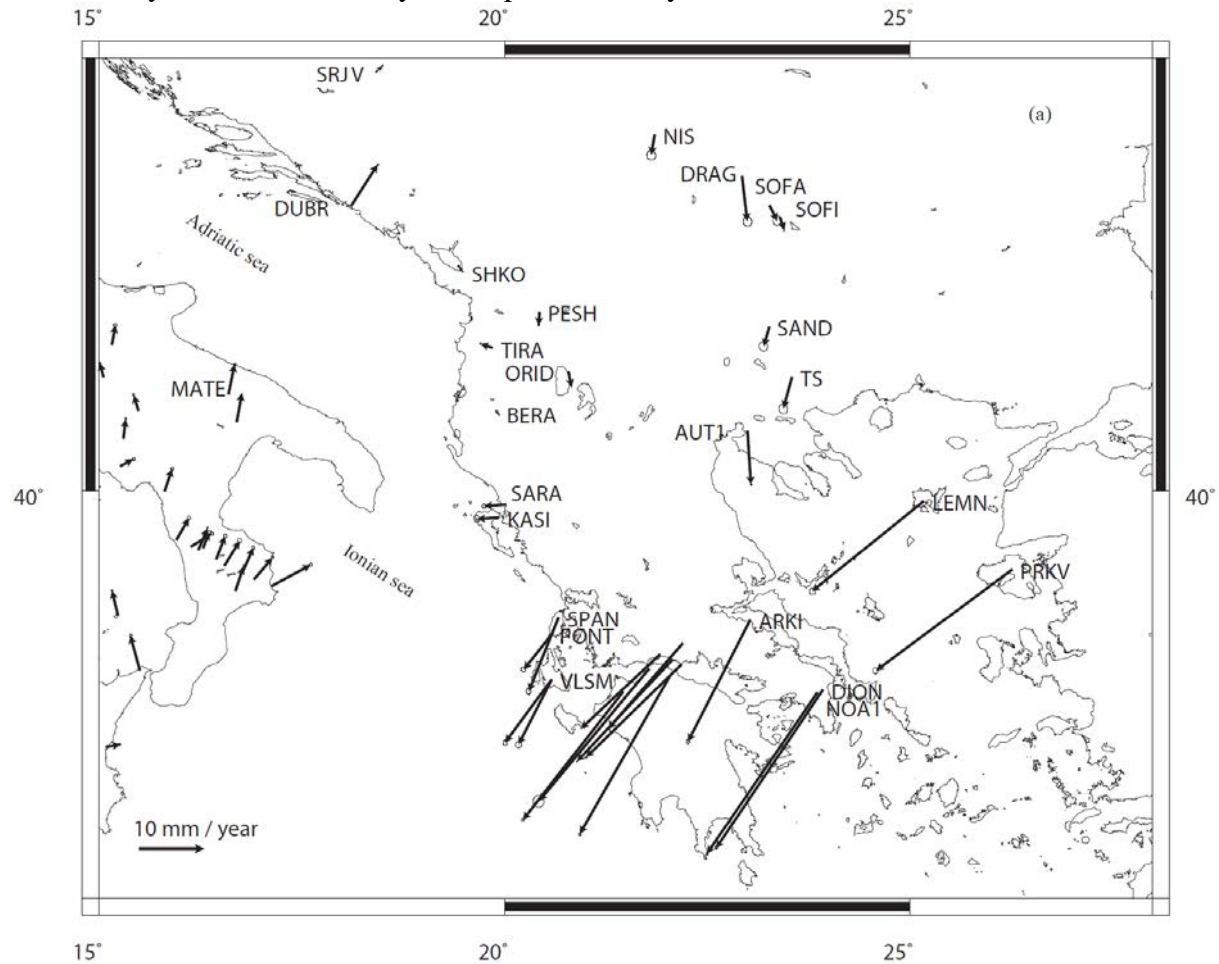 15°
20°
25°
SRJV
(a)
NIS
DRAG
SOFA
SOFI
DUBR
Adriatic sea
SHKO
PESH
SAND
TIRA
ORID
TS
MATE
BERA
AUT1
40°
SARA
LEMN
40°
KASI
Ionian sea
PRKV
SPAN
ARKI
PONT
VLSM
DION
NOA1
10 mm / year
15°
20°
25°